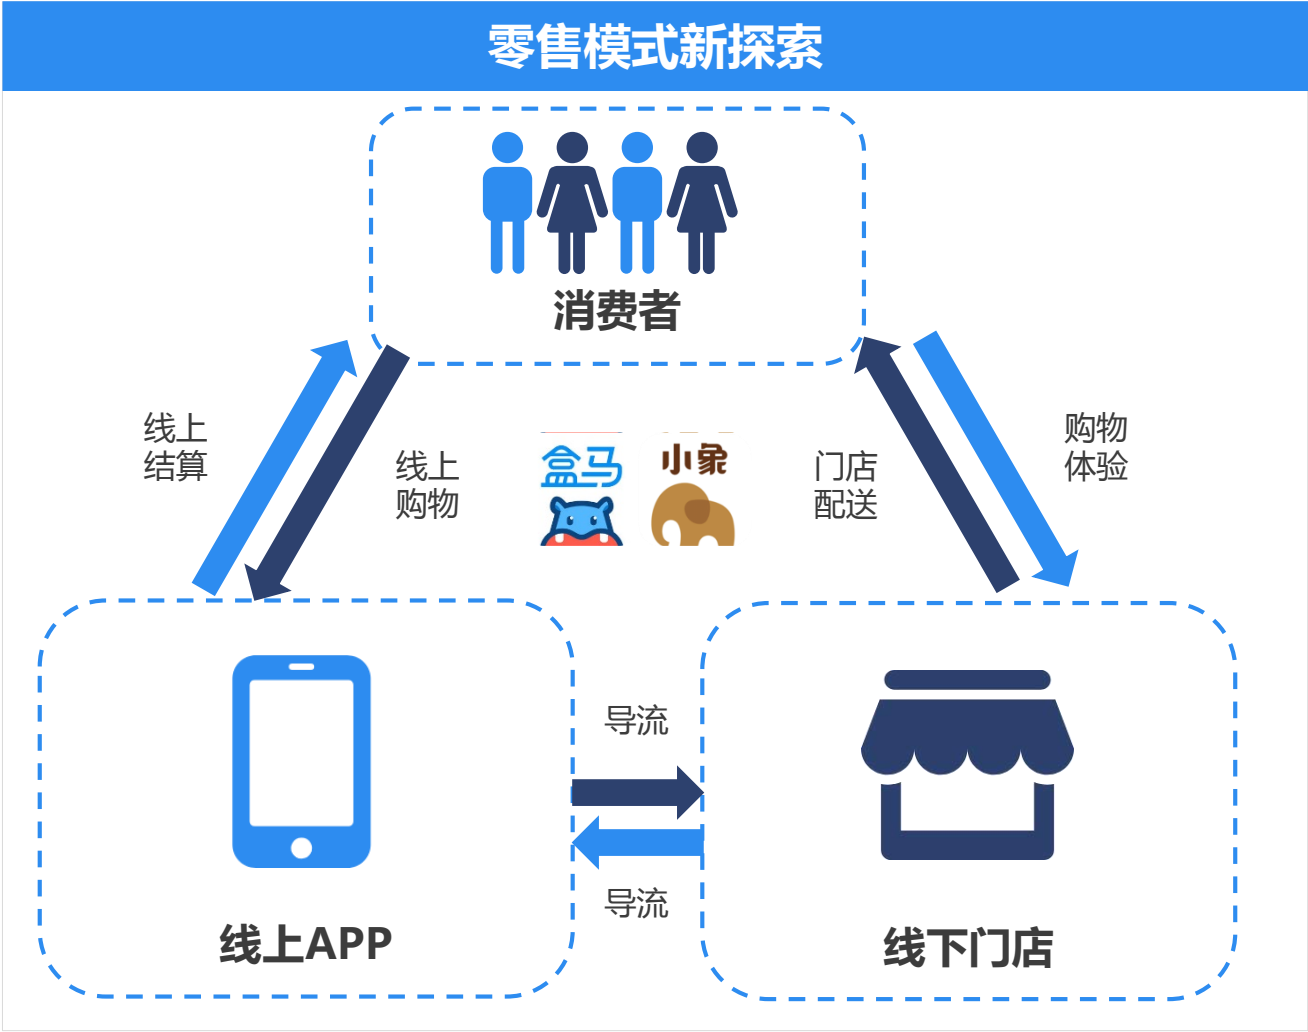 零售模式新探索
消费者
线上
结算
线上
购物
盒马
小象
门店
配送
购物
体验
导流
导流
线上APP
线下门店